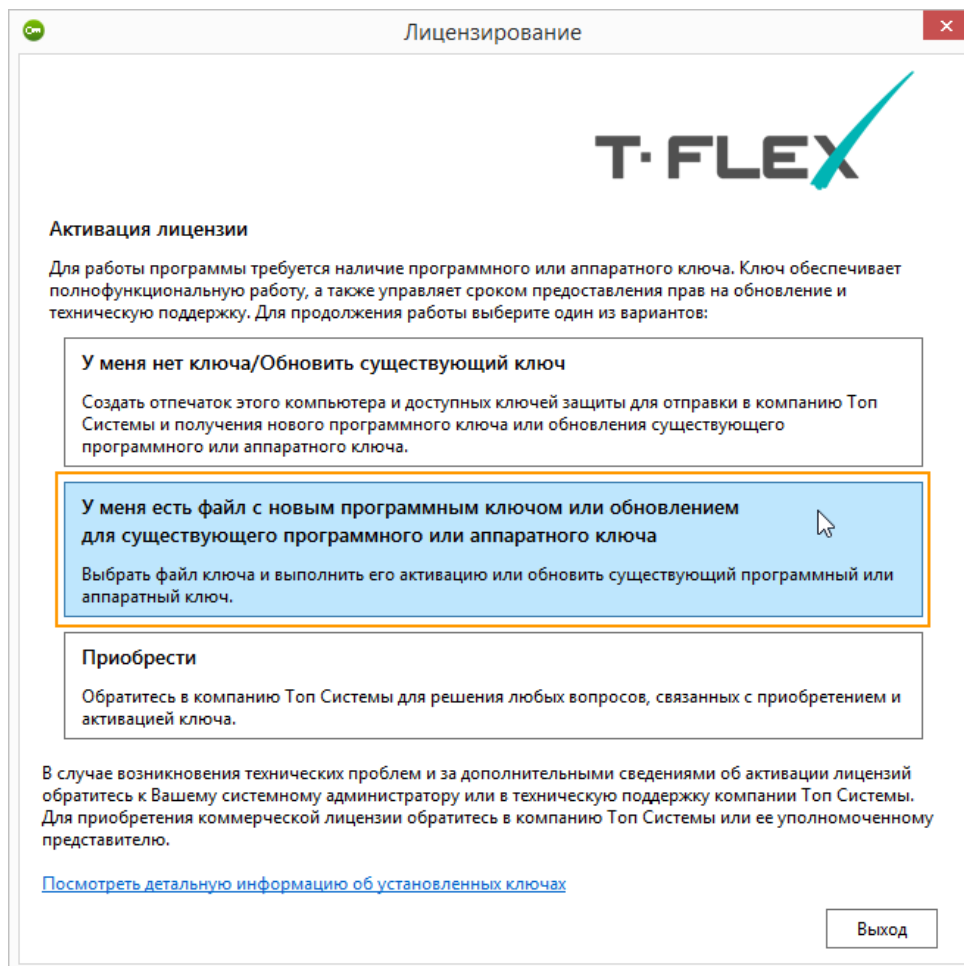 Лицензирование
T·FLEX
Активация лицензии
Для работы программы требуется наличие программного или аппаратного ключа. Ключ обеспечивает
полнофункциональную работу, а также управляет сроком предоставления прав на обновление и
техническую поддержку. Для продолжения работы выберите один из вариантов:
У меня нет ключа/Обновить существующий ключ
Создать отпечаток этого компьютера и доступных ключей защиты для отправки в компанию Топ
Системы и получения нового программного ключа или обновления существующего
программного или аппаратного ключа.
У меня есть файл с новым программным ключом или обновлением
для существующего программного или аппаратного ключа
Выбрать файл ключа и выполнить его активацию или обновить существующий программный или
аппаратный ключ.
Приобрести
Обратитесь в компанию Топ Системы для решения любых вопросов, связанных с приобретением и
активацией ключа.
В случае возникновения технических проблем и за дополнительными сведениями об активации лицензий
обратитесь к Вашему системному администратору или в техническую поддержку компании Топ Системы.
Для приобретения коммерческой лицензии обратитесь в компанию Топ Системы или ее уполномоченному
представителю.
Посмотреть детальную информацию об установленных ключах
Выход